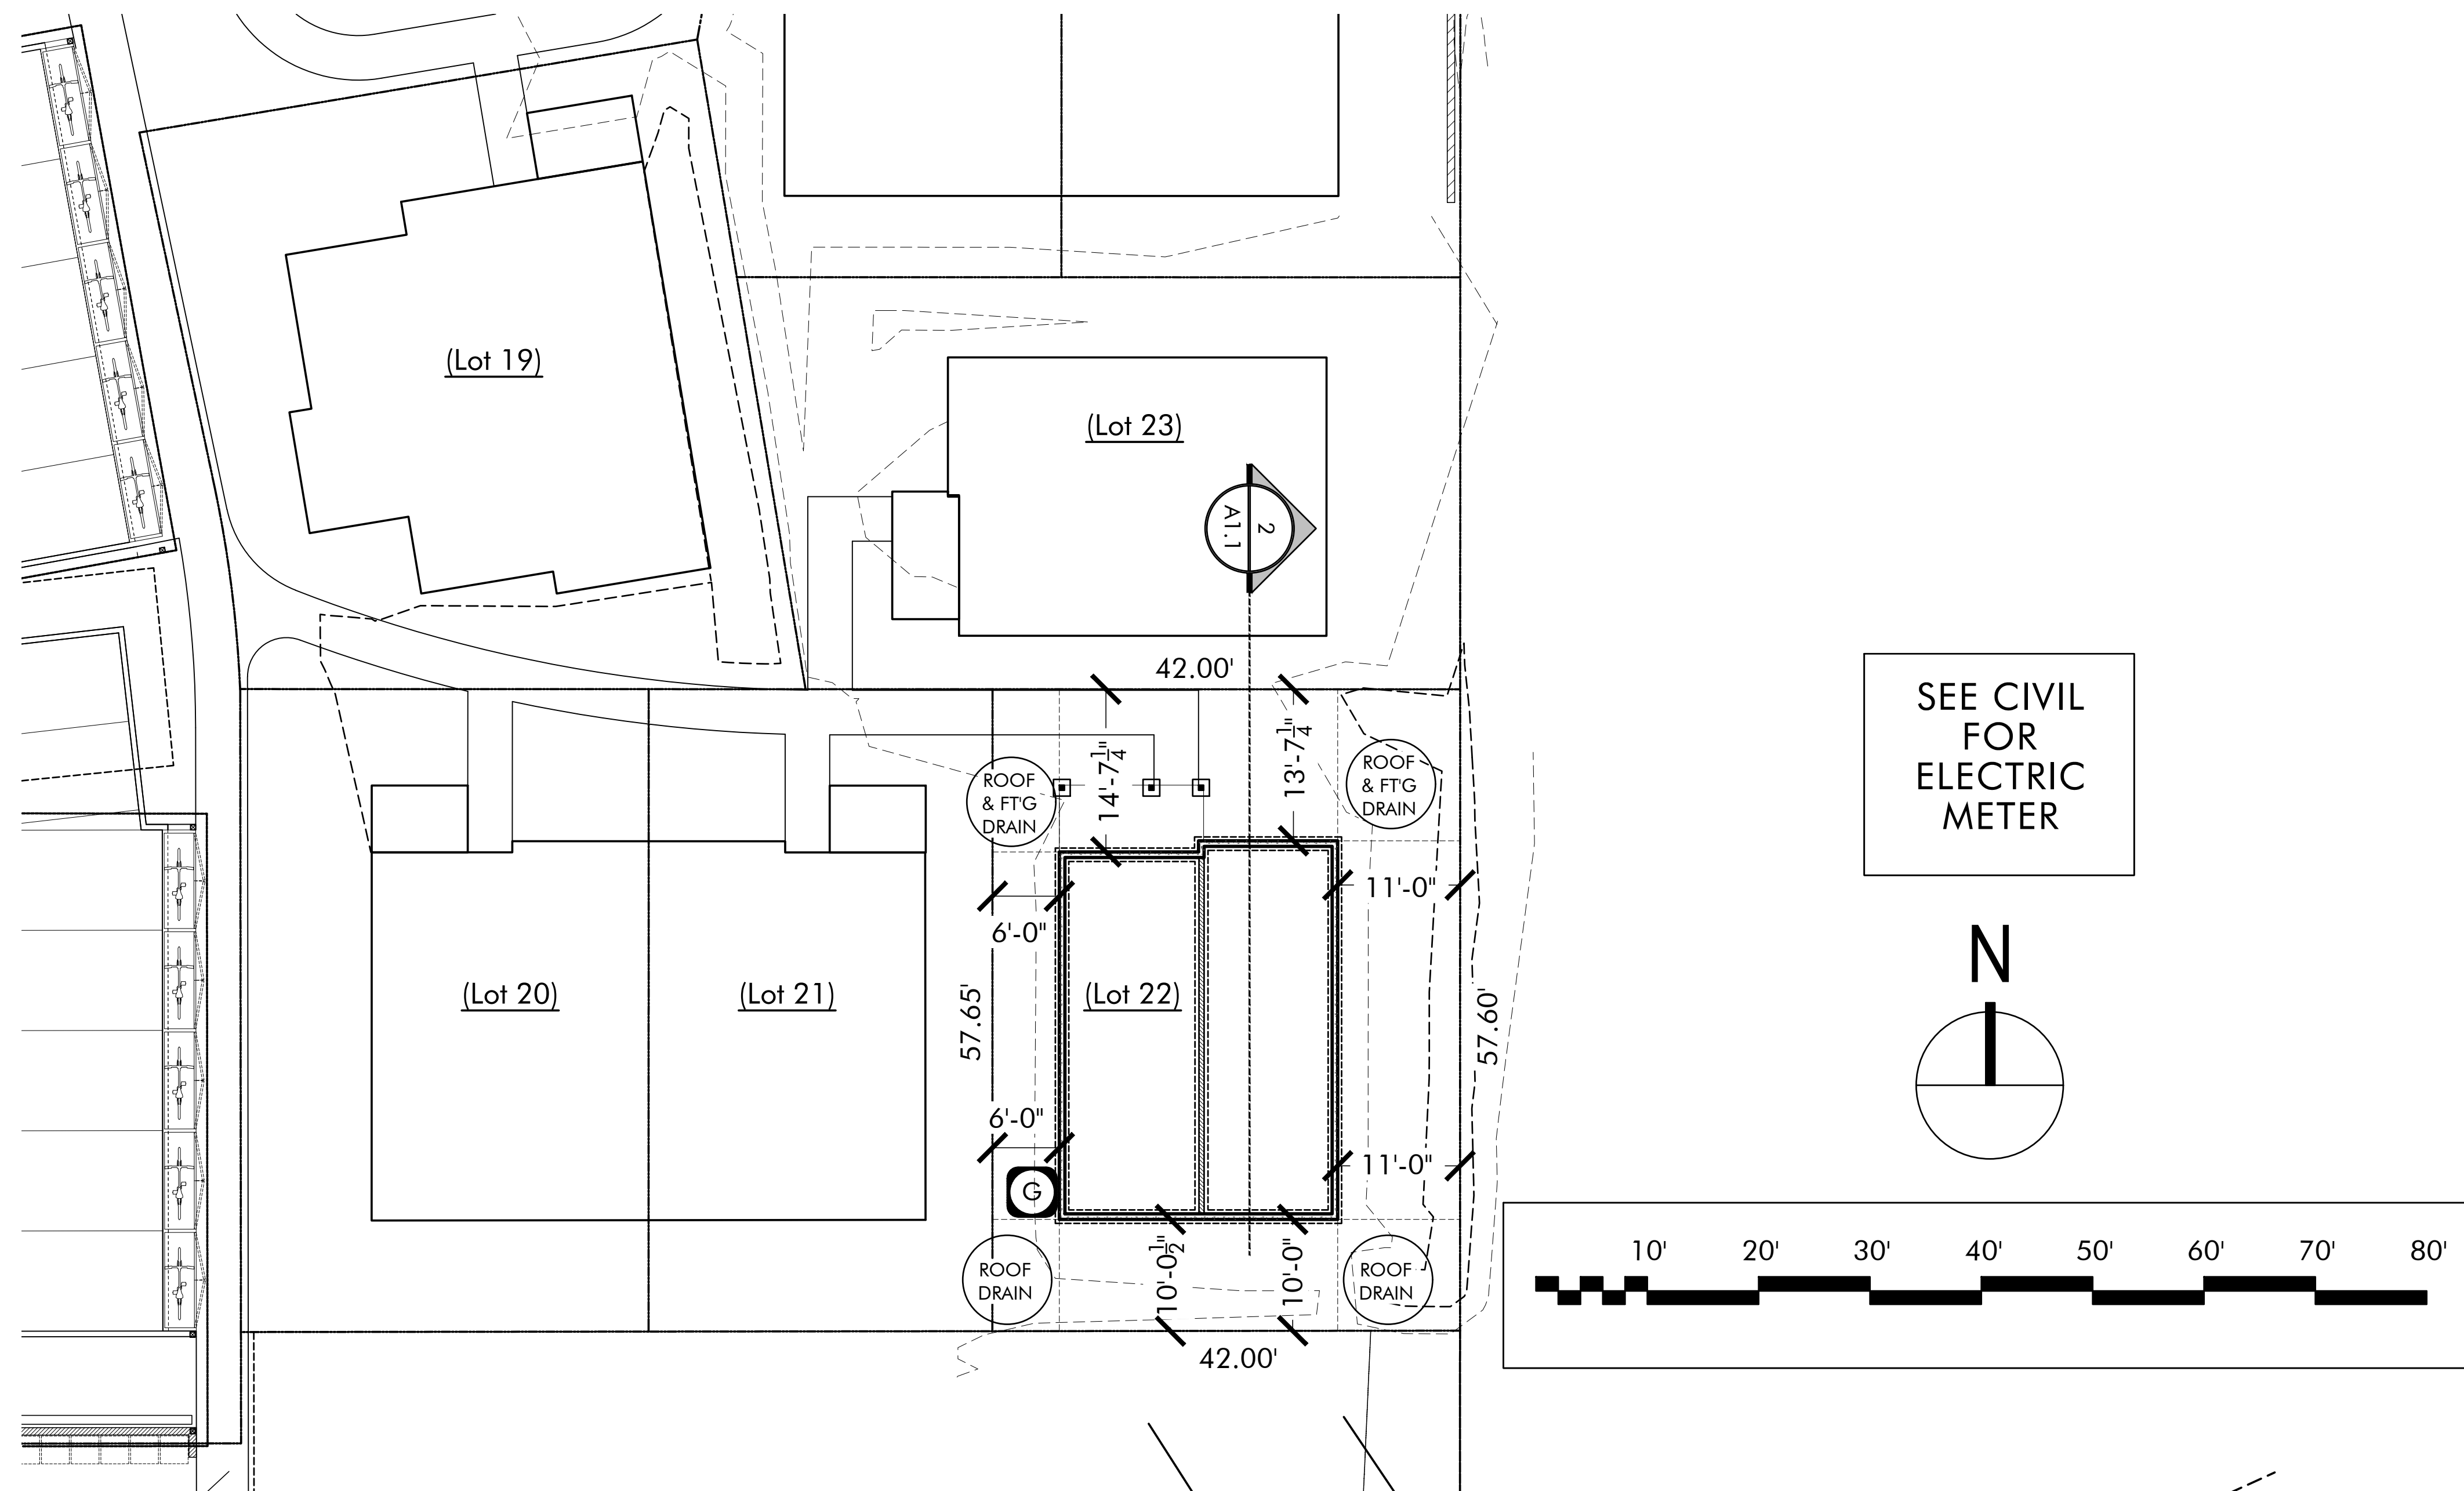 (Lot 19)
(Lot 23)
2
A1.1
42.00'
SEE CIVIL
FOR
ELECTRIC
METER
ROOF
& FT'G
DRAIN
14'-7 1/4"
13'-7 1/4"
ROOF
& FT'G
DRAIN
11'-0"
6'-0"
N
(Lot 20)
(Lot 21)
(Lot 22)
57.65'
57.60'
6'-0"
11'-0"
G
ROOF
DRAIN
10'-0 1/2"
10'-0"
ROOF
DRAIN
10' 20' 30' 40' 50' 60' 70' 80'
42.00'